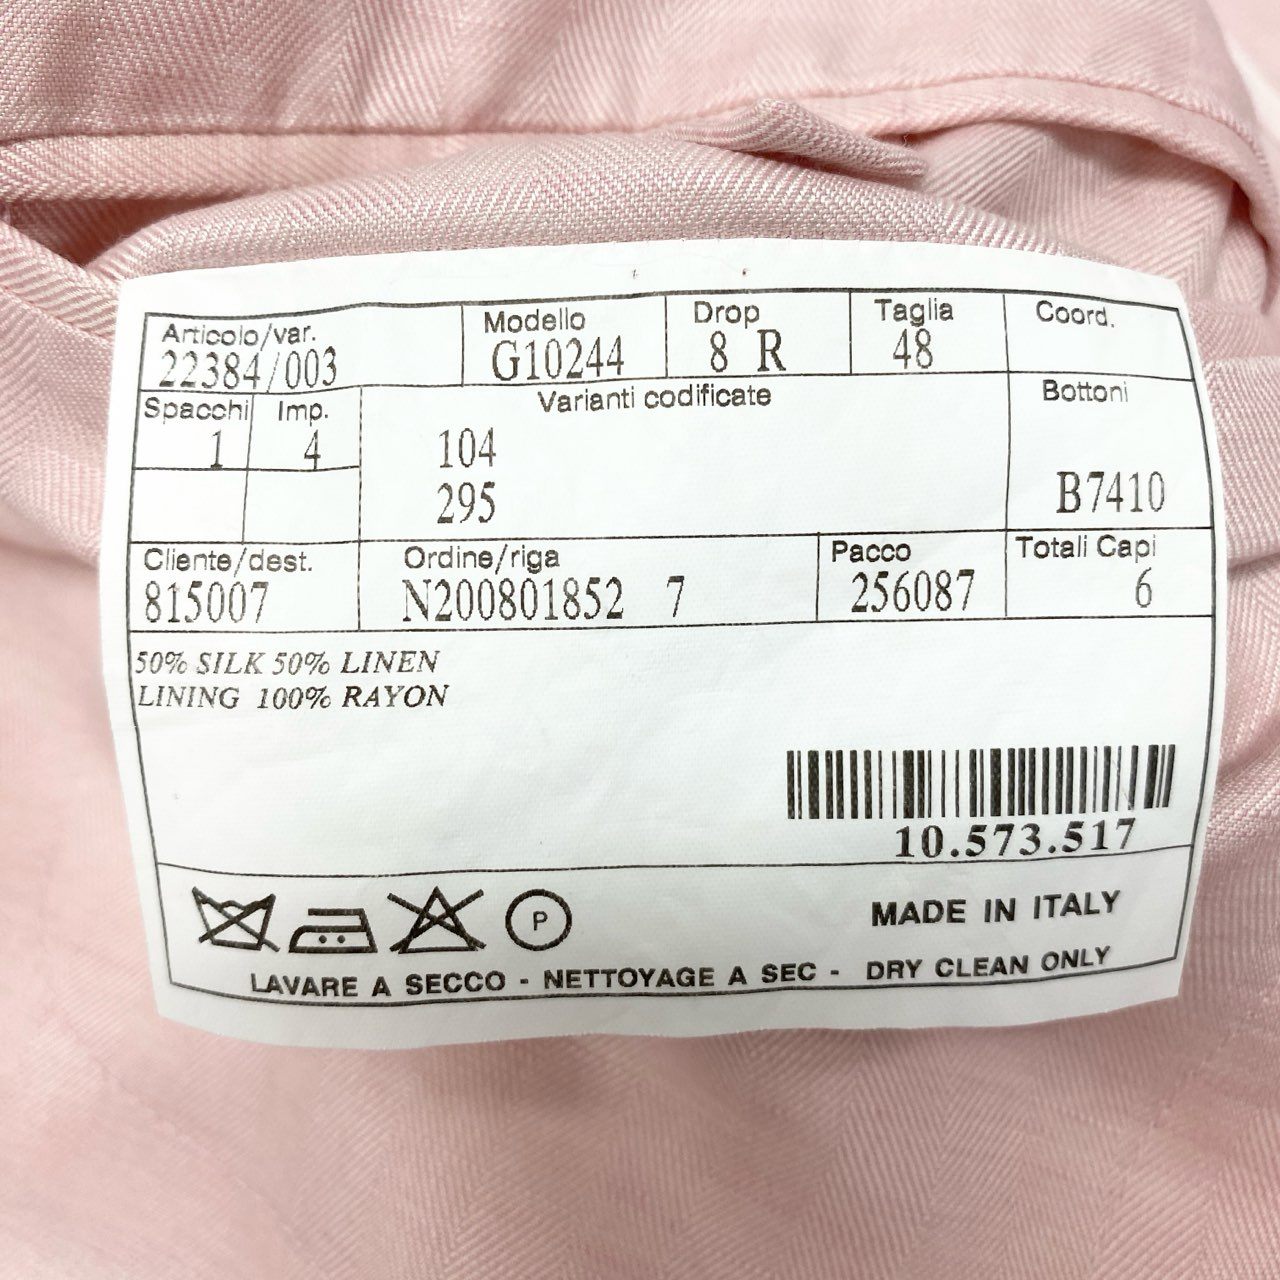 Articolo/var. Modello Drop Taglia Coord.
22384/003 G10244 8 R 48
Spacchi Imp. Varianti codificate Bottoni
1 4 104
295 B7410
Cliente/dest. Ordine/riga Pacco Totali Capi
815007 N200801852 7 256087 6
50% SILK 50% LINEN
LINING 100% RAYON
10.573.517
P MADE IN ITALY
LAVARE A SECCO - NETTOYAGE A SEC - DRY CLEAN ONLY